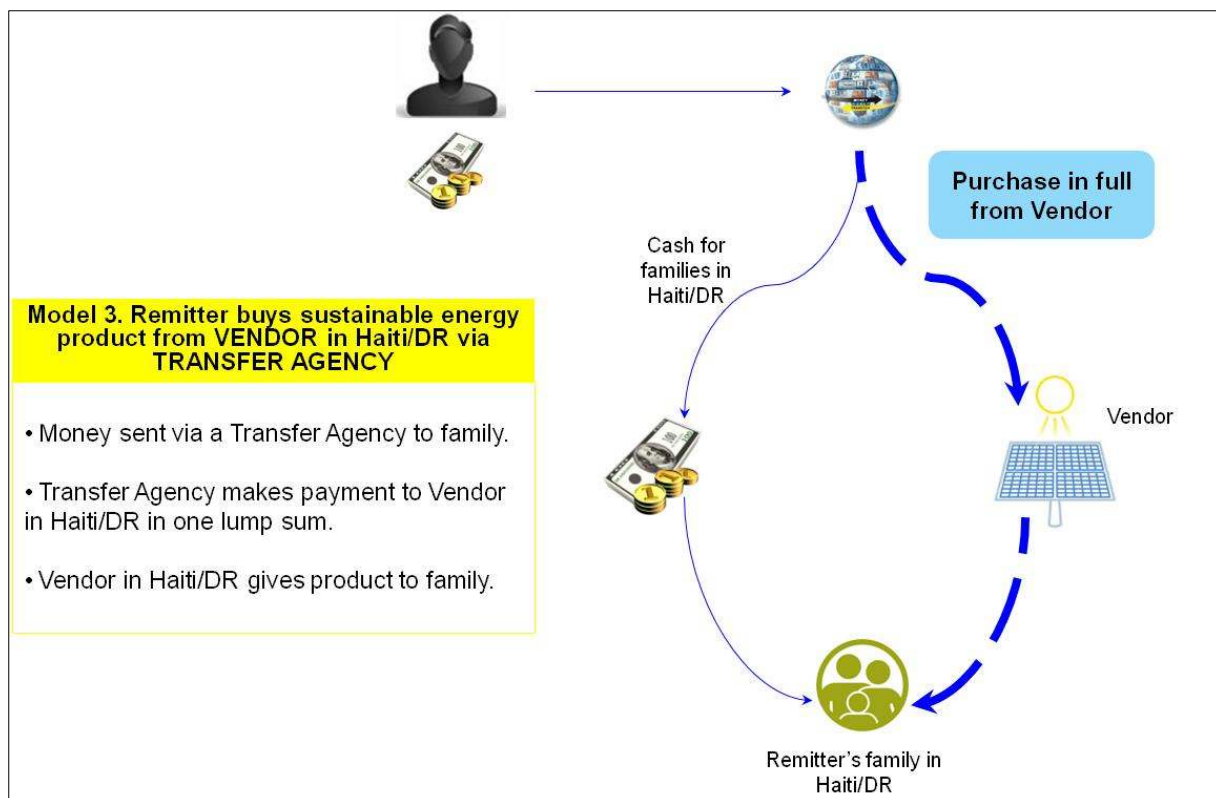 Purchase in full
from Vendor
Cash for
families in
Haiti/DR
Model 3. Remitter buys sustainable energy
product from VENDOR in Haiti/DR via
TRANSFER AGENCY
• Money sent via a Transfer Agency to family.
• Transfer Agency makes payment to Vendor
in Haiti/DR in one lump sum.
• Vendor in Haiti/DR gives product to family.
Vendor
Remitter's family in
Haiti/DR